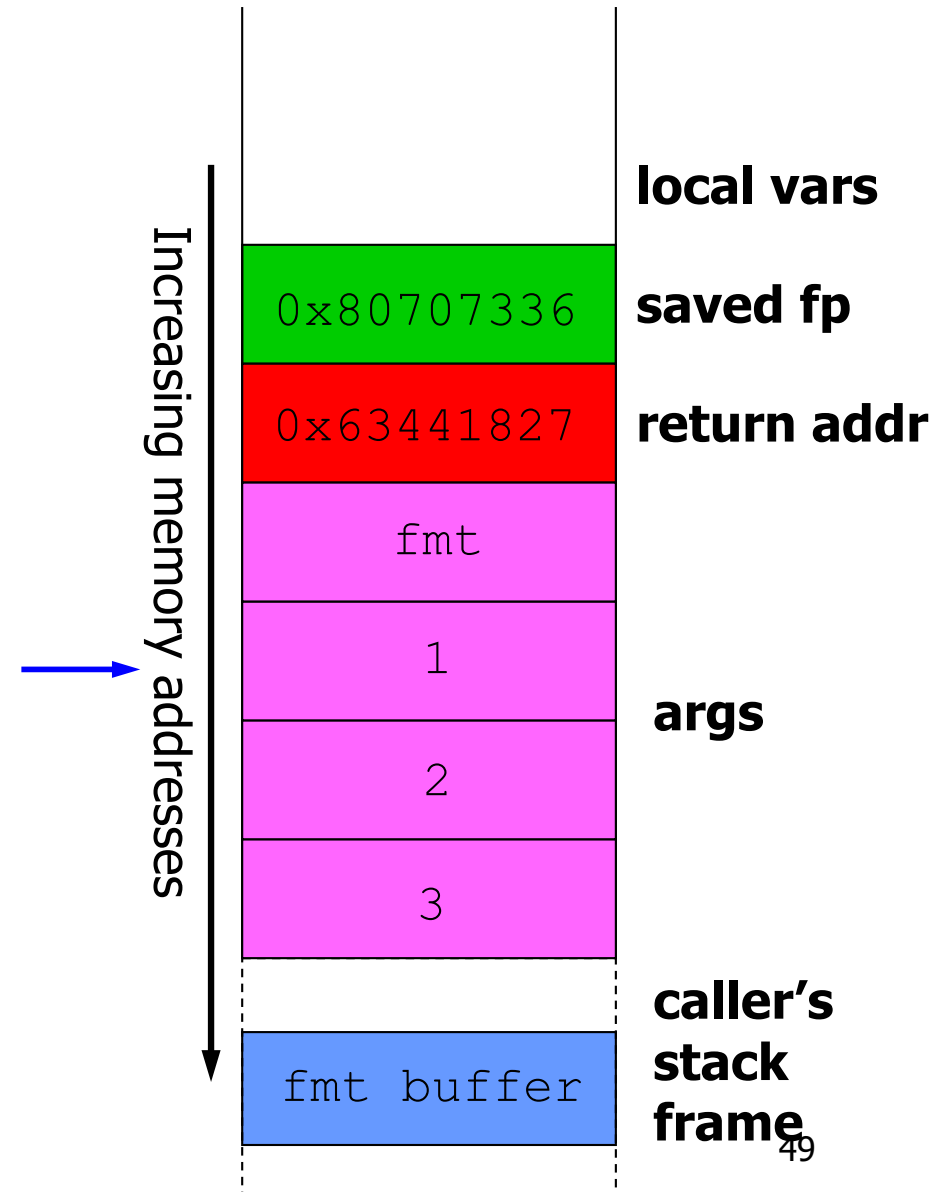 local vars
Increasing memory addresses
0x80707336
saved fp
0x63441827
return addr
fmt
1
args
2
3
caller’s
stack
frame
fmt buffer
49